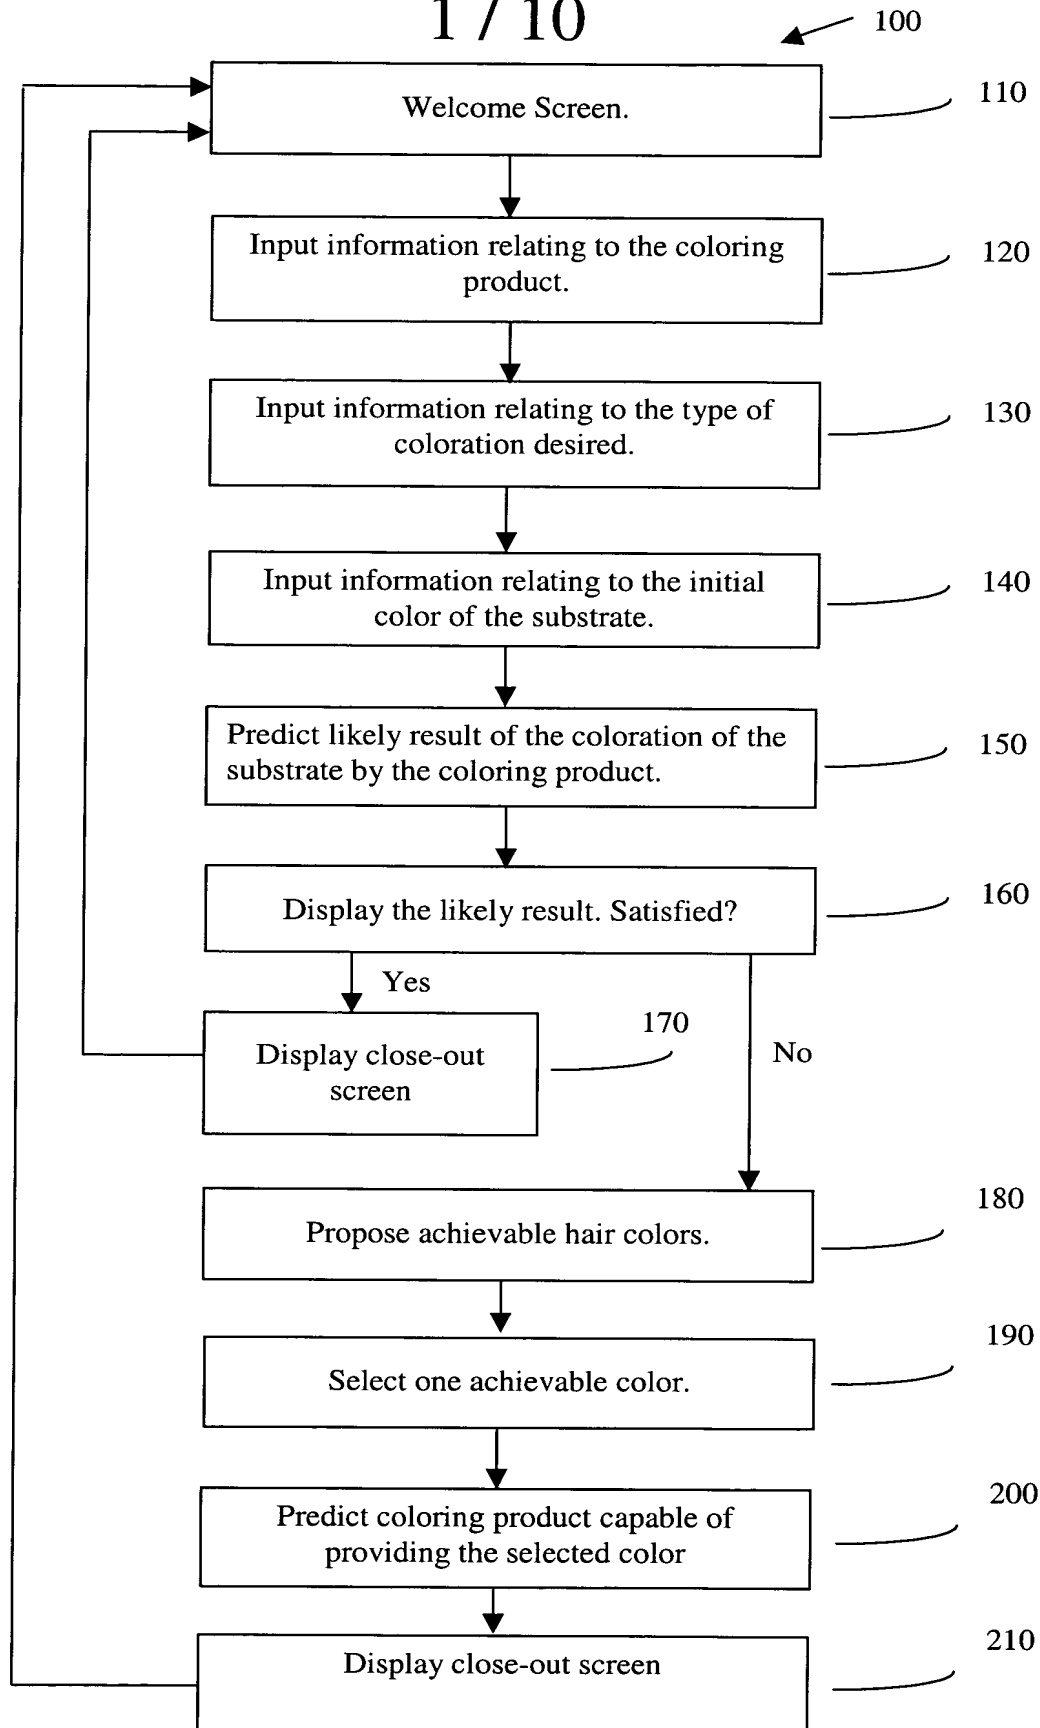 1 / 10
100
Welcome Screen.
110
Input information relating to the coloring
product.
120
Input information relating to the type of
coloration desired.
130
Input information relating to the initial
color of the substrate.
140
Predict likely result of the coloration of the
substrate by the coloring product.
150
Display the likely result. Satisfied?
160
Yes
No
Display close-out
screen
170
Propose achievable hair colors.
180
Select one achievable color.
190
Predict coloring product capable of
providing the selected color
200
Display close-out screen
210